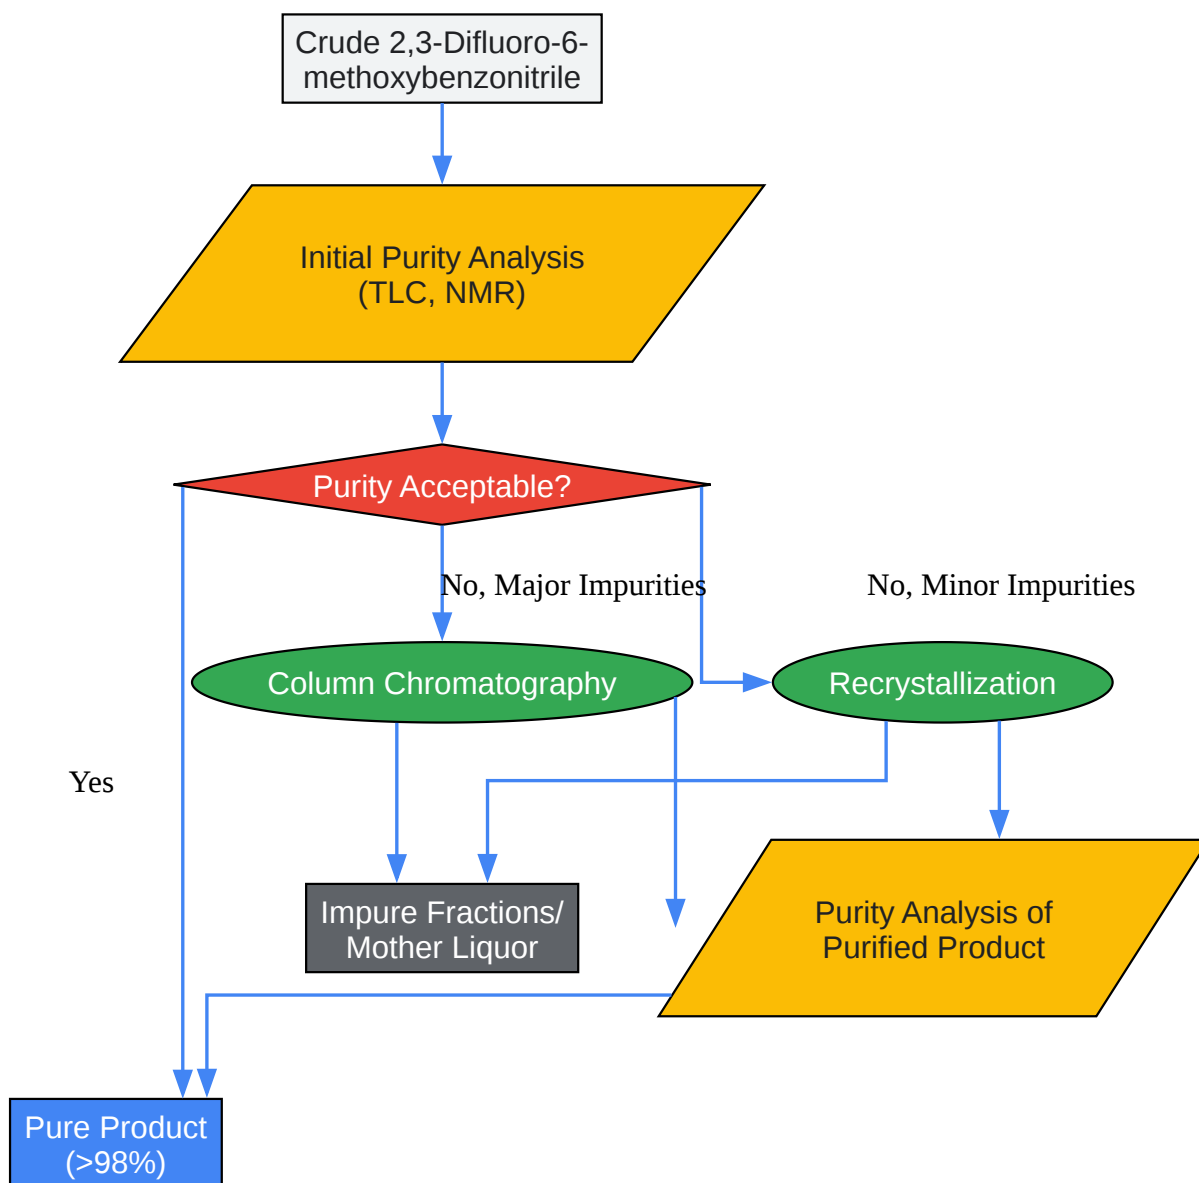 Crude 2,3-Difluoro-6-
methoxybenzonitrile
Initial Purity Analysis
(TLC, NMR)
Purity Acceptable?
No, Major Impurities
No, Minor Impurities
Column Chromatography
Recrystallization
Yes
Impure Fractions/
Mother Liquor
Purity Analysis of
Purified Product
Pure Product
(>98%)